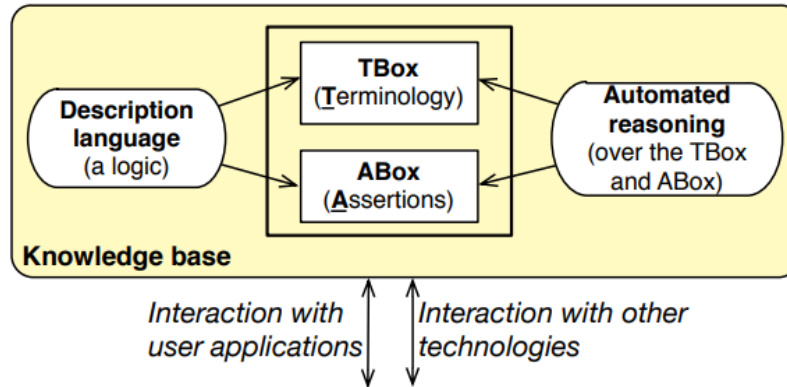 TBox
(Terminology)
Description
language
(a logic)
Automated
reasoning
(over the TBox
and ABox)
ABox
(Assertions)
Knowledge base
Interaction with
user applications
Interaction with other
technologies